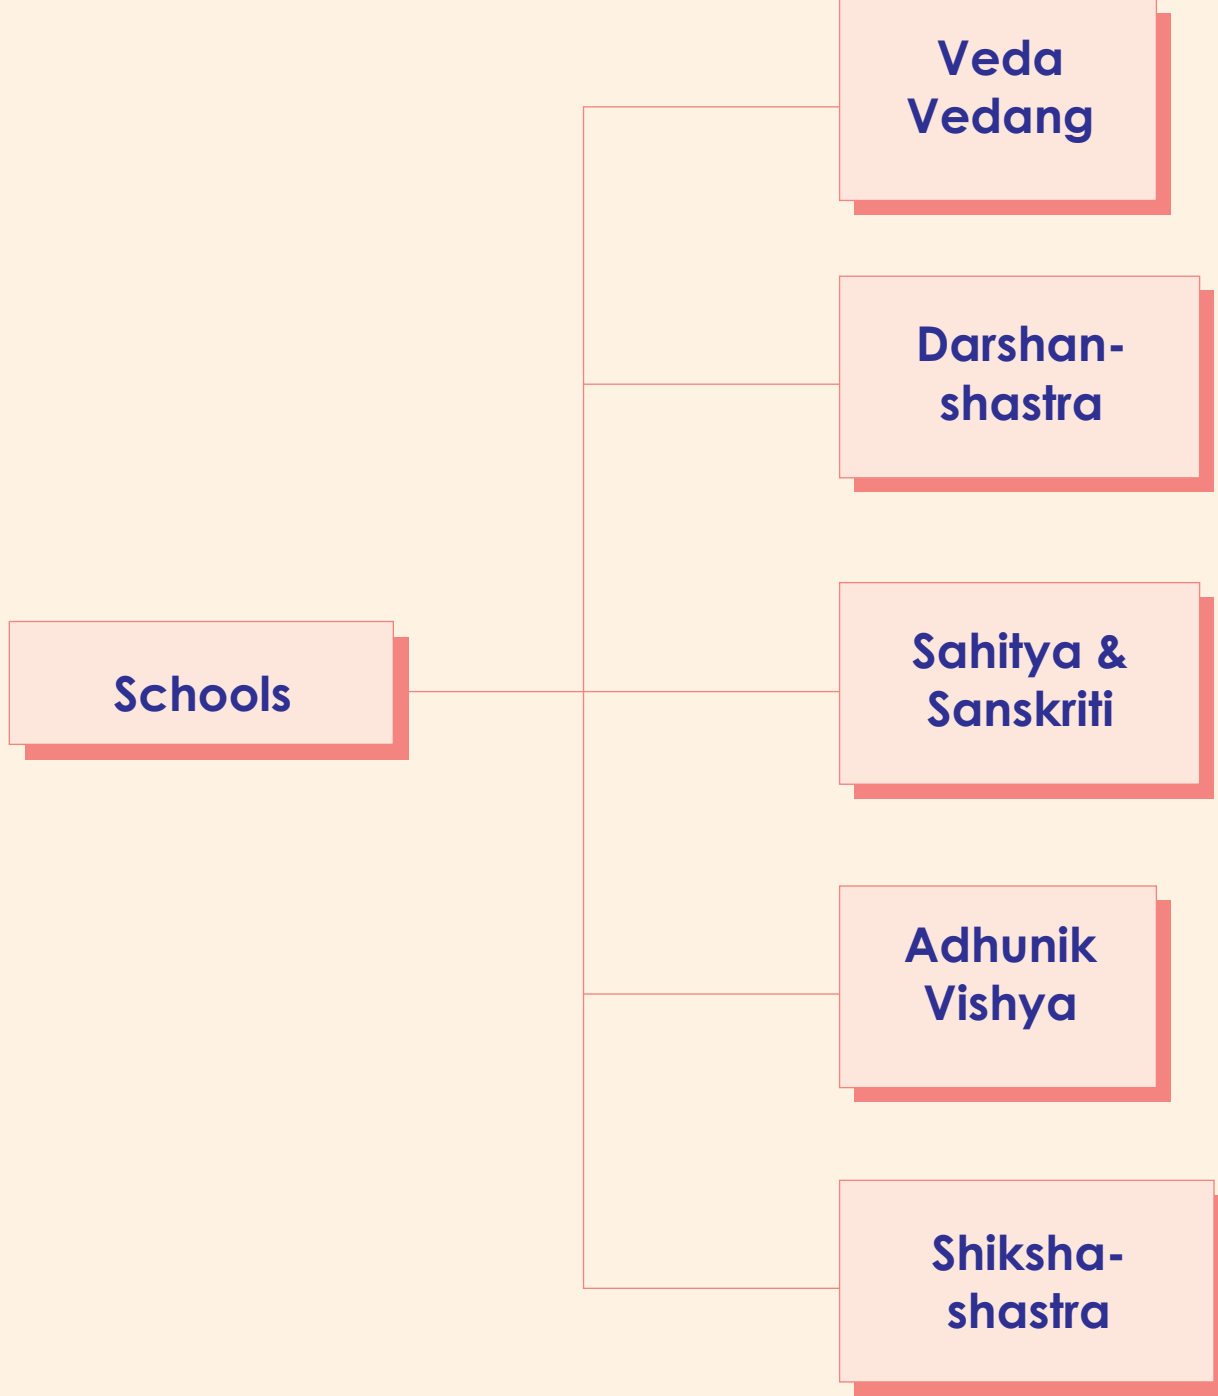 Veda
Vedang
Darshan-
shastra
Sahitya &
Sanskriti
Schools
Adhunik
Vishya
Shiksha-
shastra